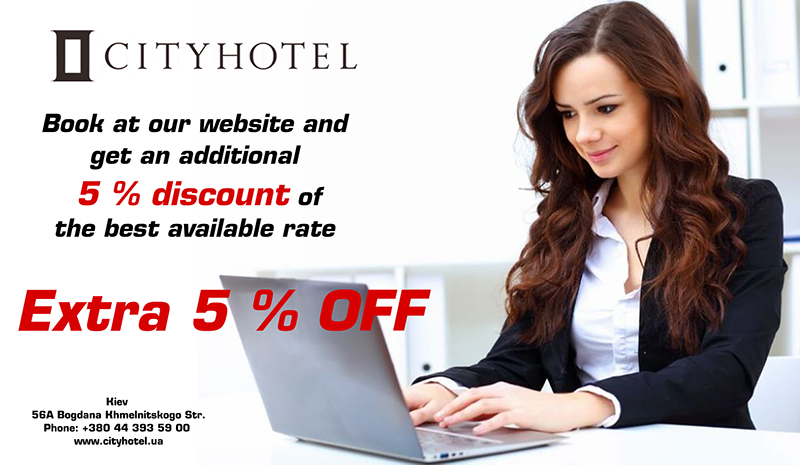 CITYHOTEL
Book at our website and
get an additional
5 % discount of
the best available rate
Extra 5 % OFF
Kiev
56A Bogdana Khmelnitskogo Str.
Phone: +380 44 393 59 00
www.cityhotel.ua